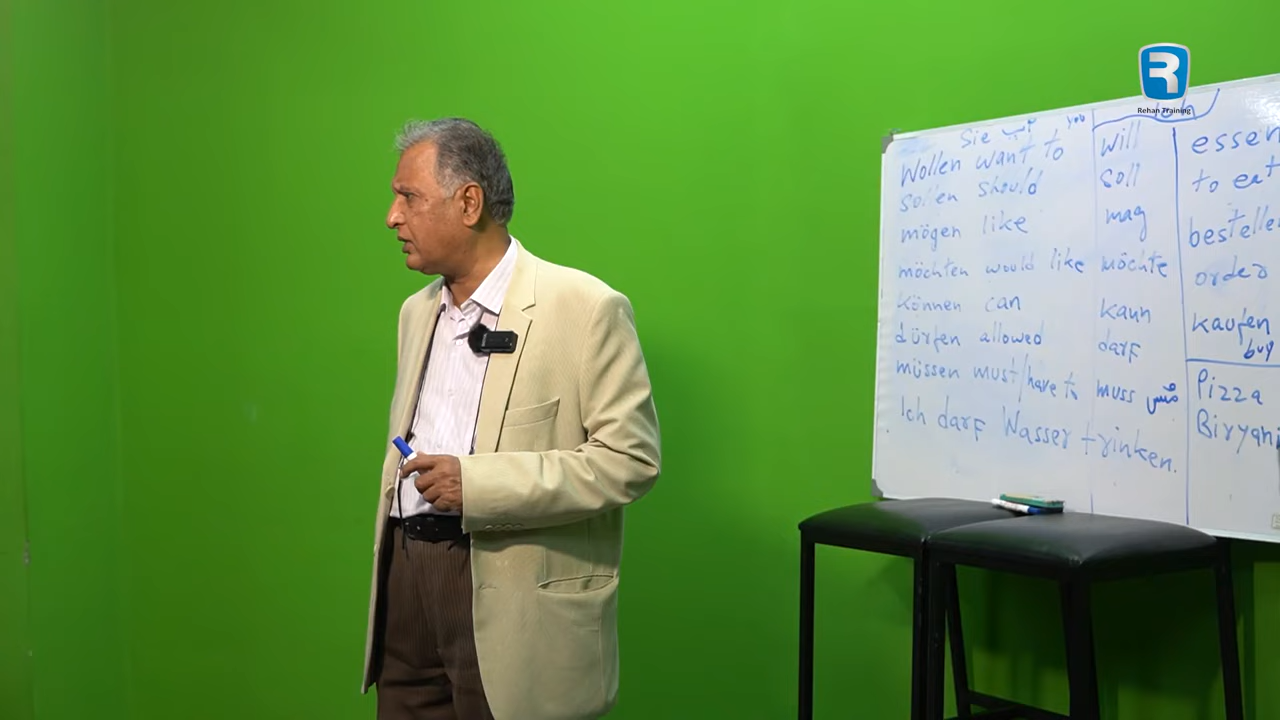 R
Rehan Training
Sie آپ you
Wollen want to will
sollen should soll
mögen like mag
möchten would like möchte
können can kann
dürfen allowed darf
müssen must/have to muss مُس
Ich darf Wasser trinken.
essen
to eat
bestellen
order
kaufen
buy
Pizza
Biryani